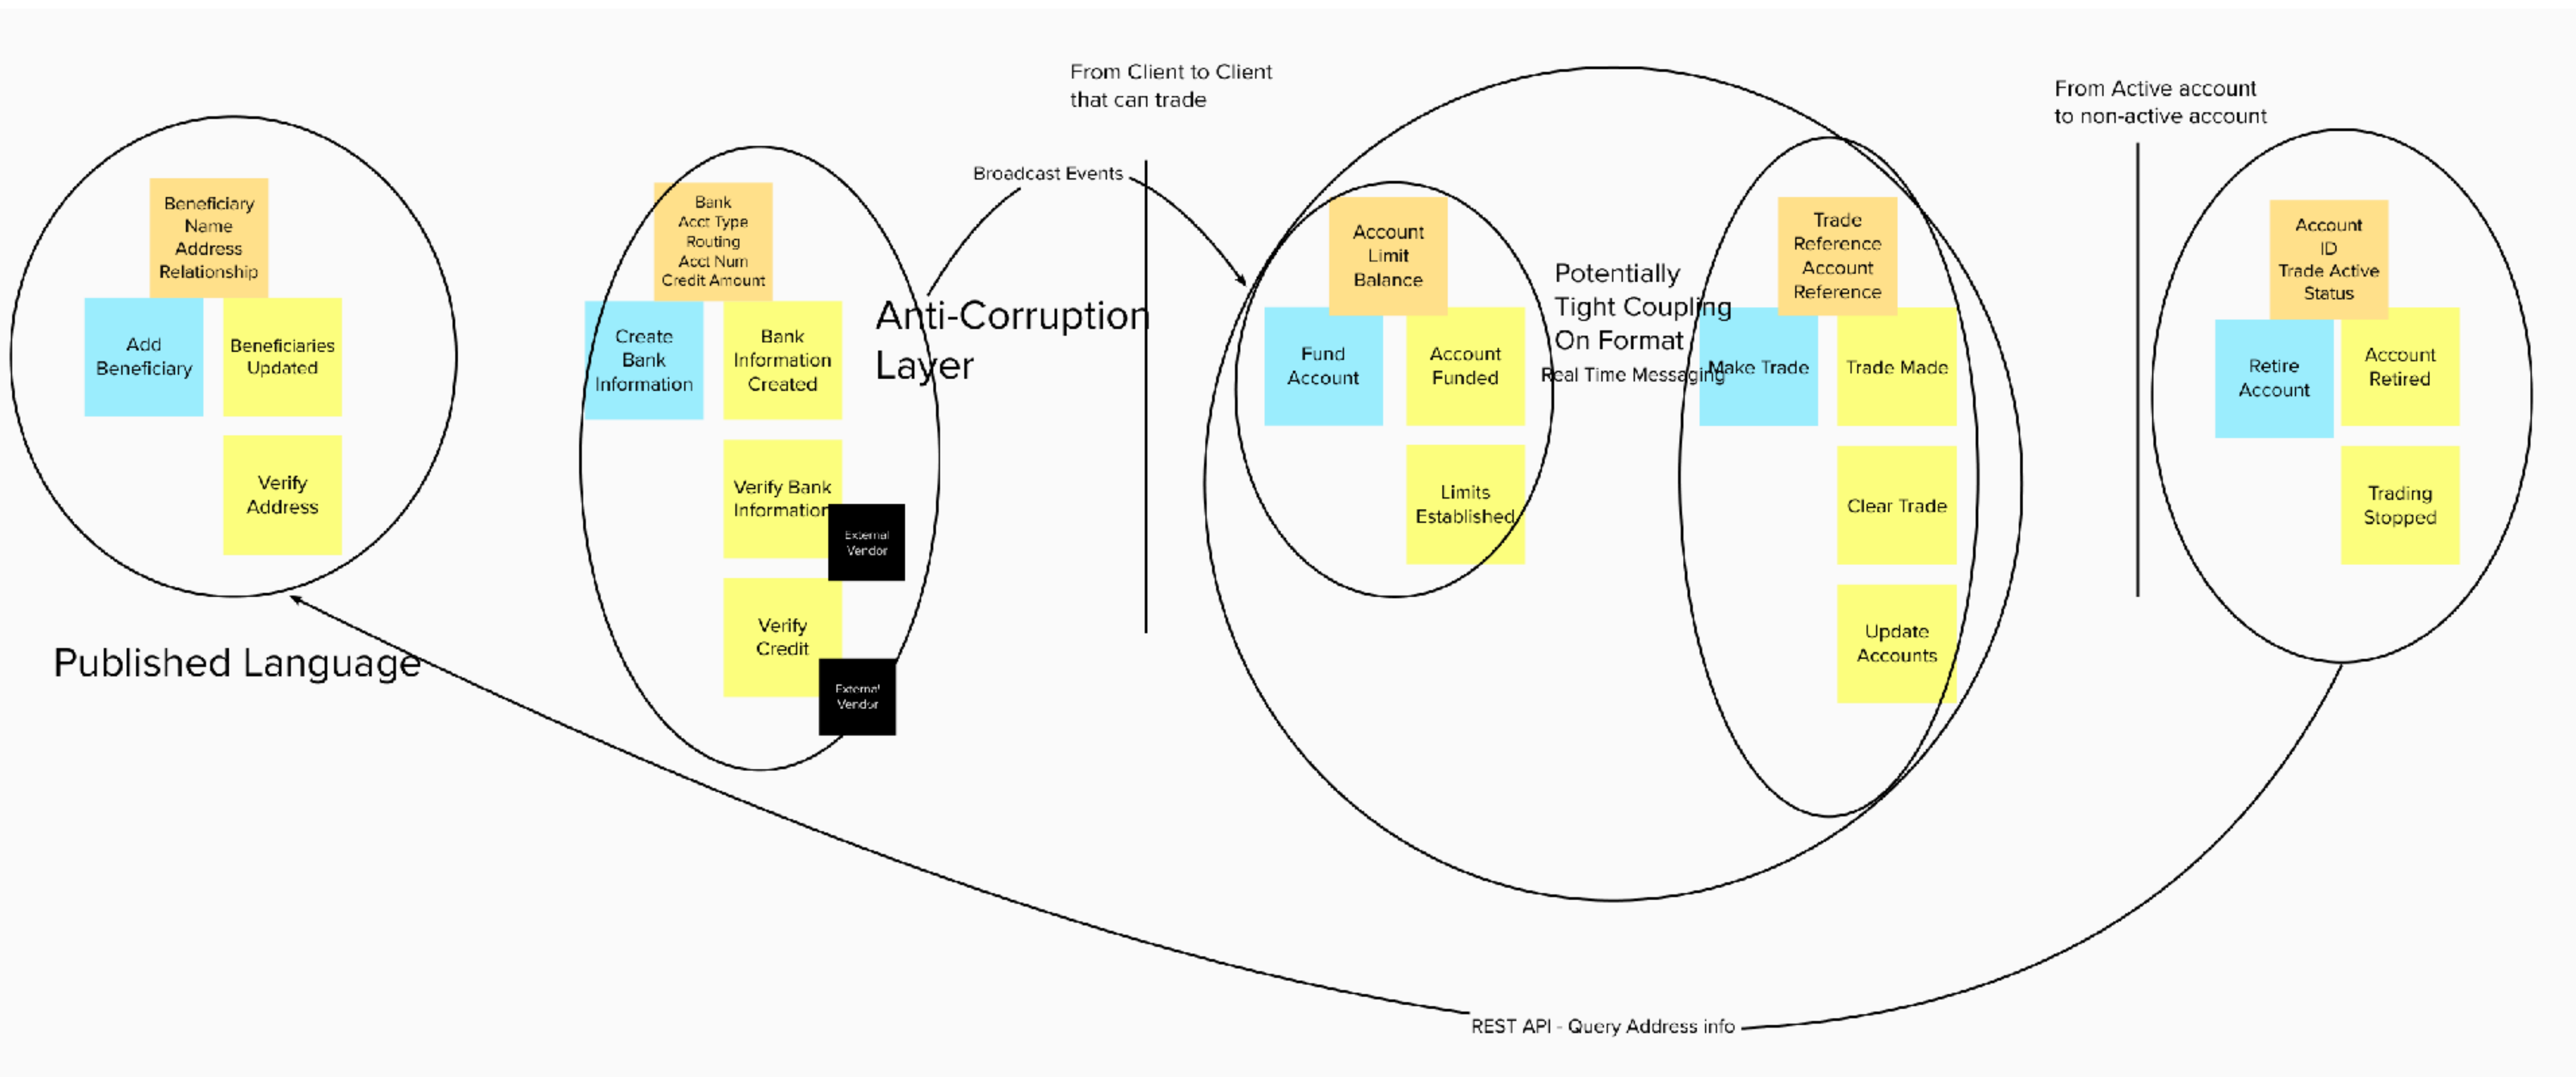 From Client to Client
that can trade
From Active account
to non-active account
Broadcast Events
Beneficiary
Name
Address
Relationship
Add
Beneficiary
Beneficiaries
Updated
Verify
Address
Published Language
Bank
Acct Type
Routing
Acct Num
Credit Amount
Create
Bank
Information
Bank
Information
Created
Verify Bank
Information
External
Vendor
Verify
Credit
External
Vendor
Anti-Corruption
Layer
Account
Limit
Balance
Fund
Account
Account
Funded
Limits
Established
Potentially
Tight Coupling
On Format
Real Time Messaging
Trade
Reference
Account
Reference
Make Trade
Trade Made
Clear Trade
Update
Accounts
Account
ID
Trade Active
Status
Retire
Account
Account
Retired
Trading
Stopped
REST API - Query Address info